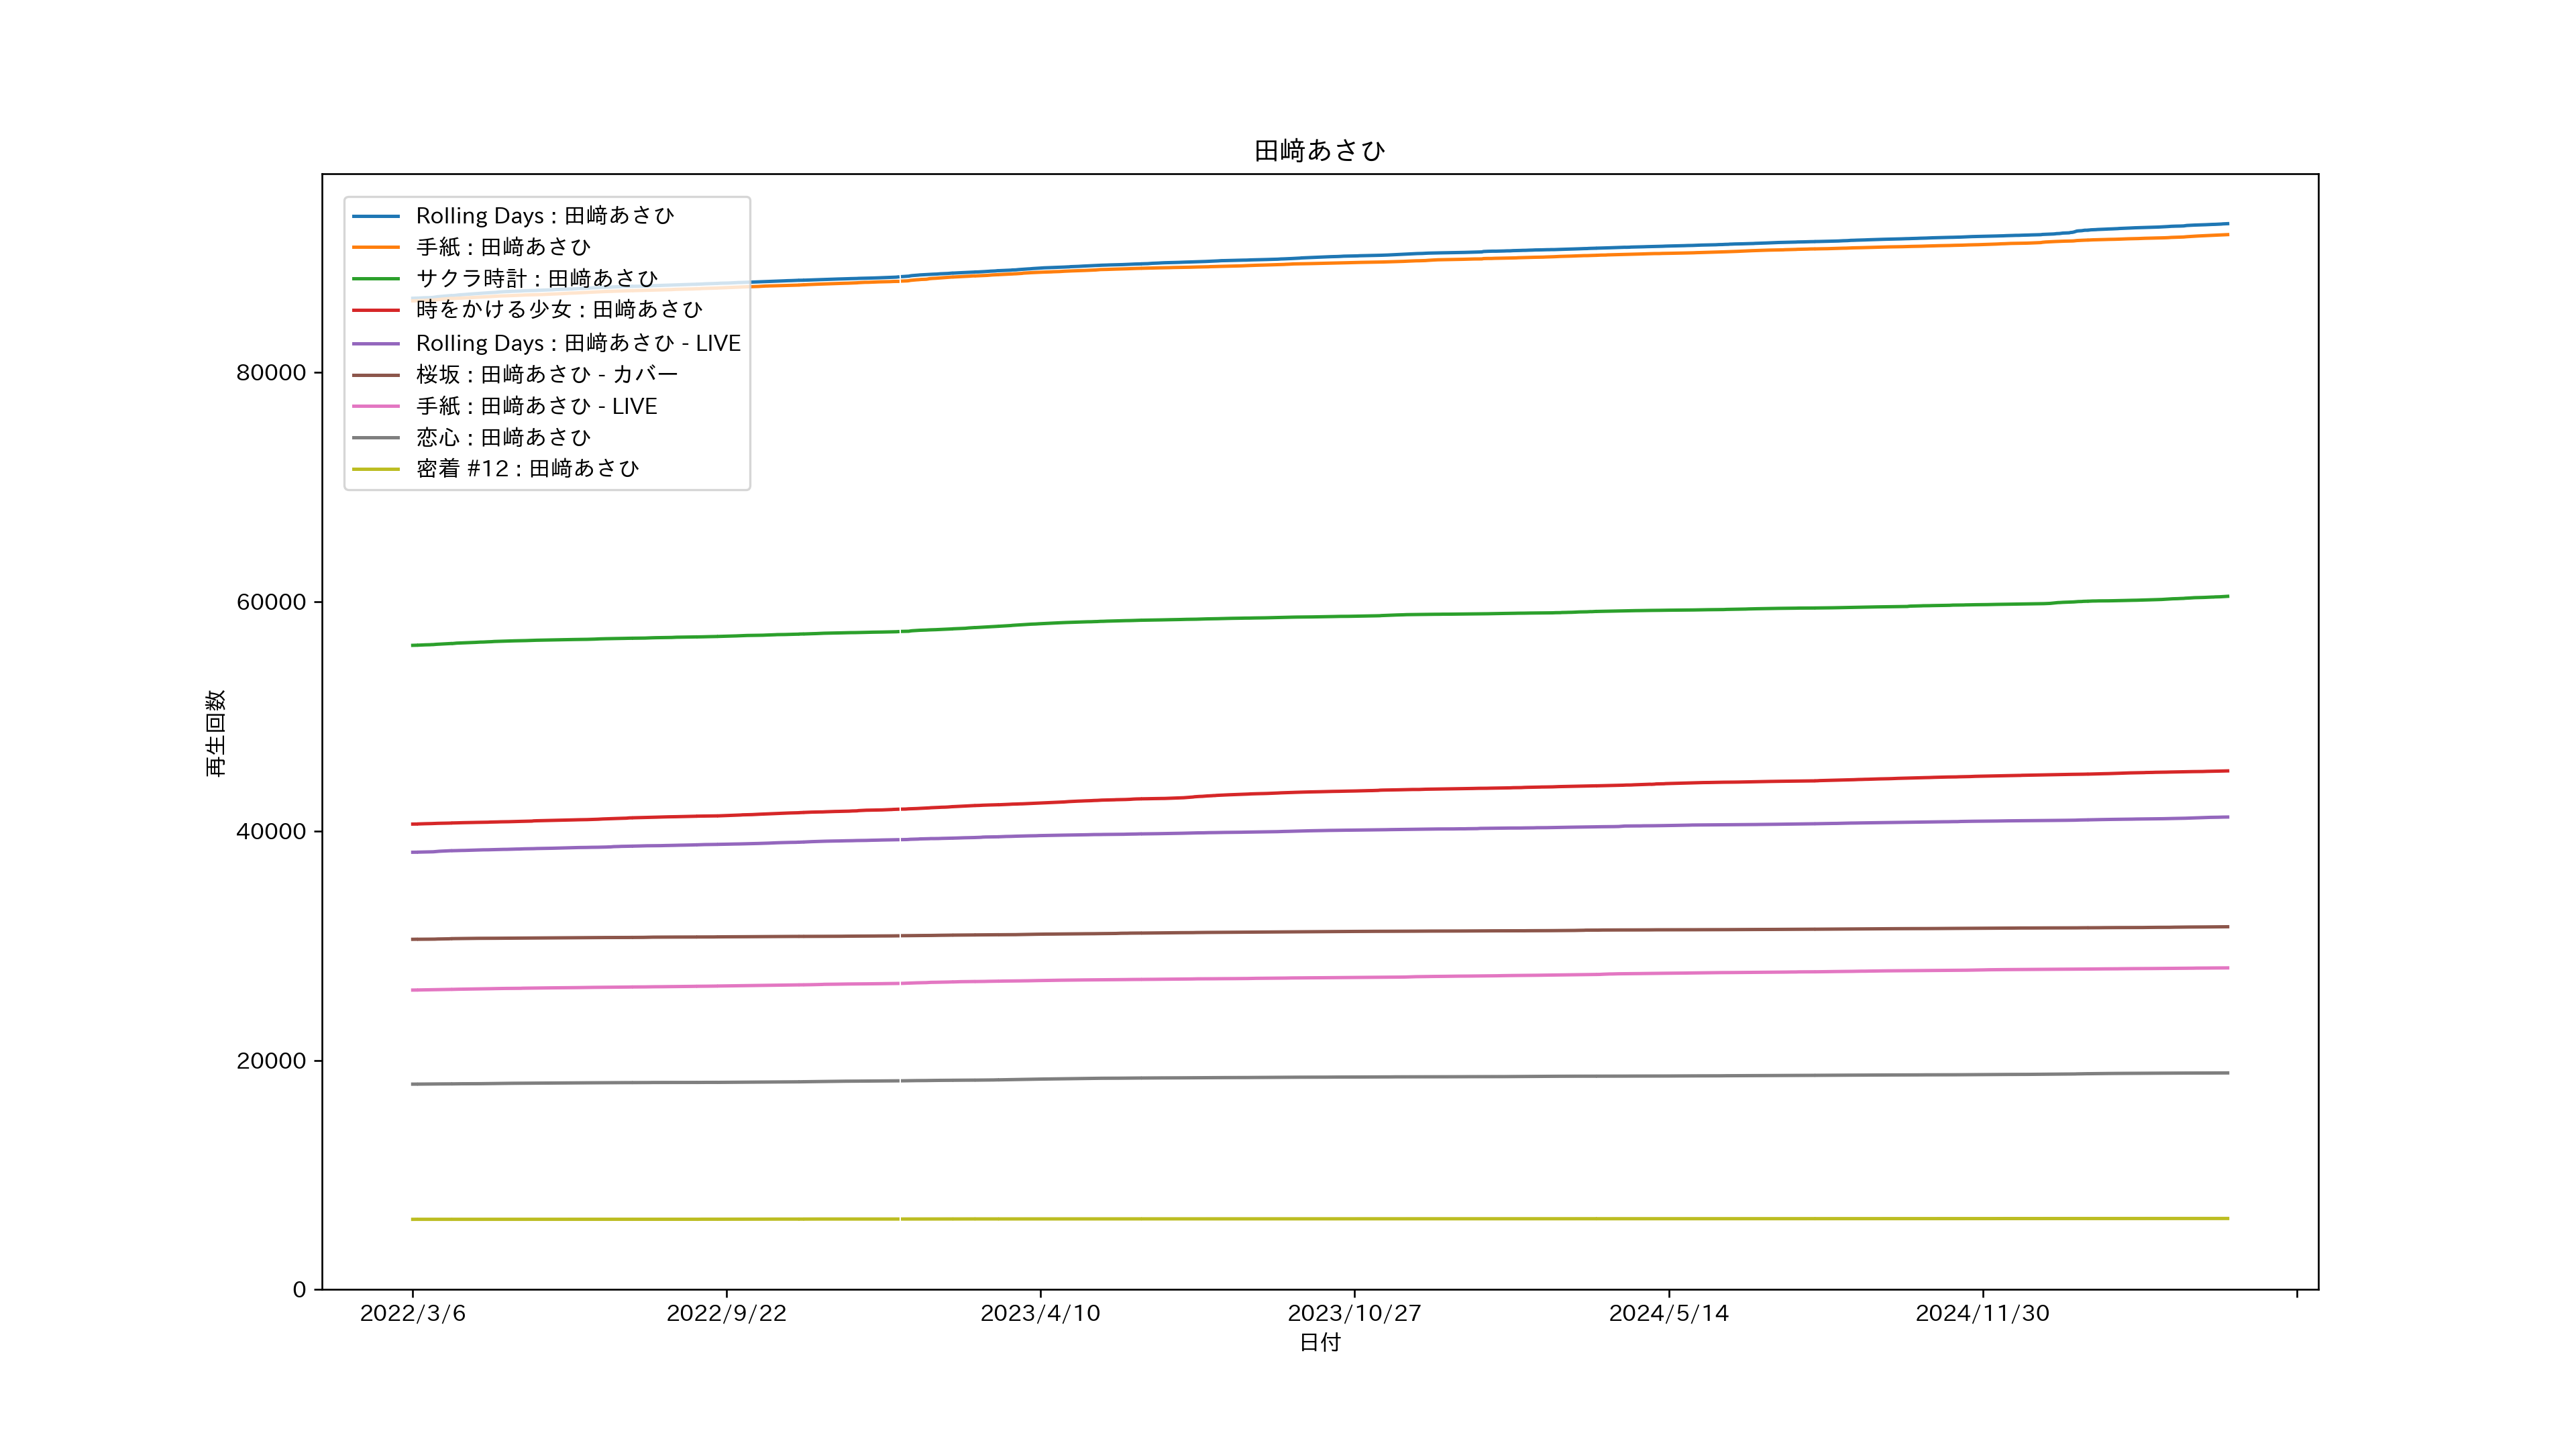 田﨑あさひ
Rolling Days : 田﨑あさひ
手紙 : 田﨑あさひ
サクラ時計 : 田﨑あさひ
時をかける少女 : 田﨑あさひ
Rolling Days : 田﨑あさひ - LIVE
桜坂 : 田﨑あさひ - カバー
手紙 : 田﨑あさひ - LIVE
恋心 : 田﨑あさひ
密着 #12 : 田﨑あさひ
再生回数
80000
60000
40000
20000
0
2022/3/6 2022/9/22 2023/4/10 2023/10/27 2024/5/14 2024/11/30
日付